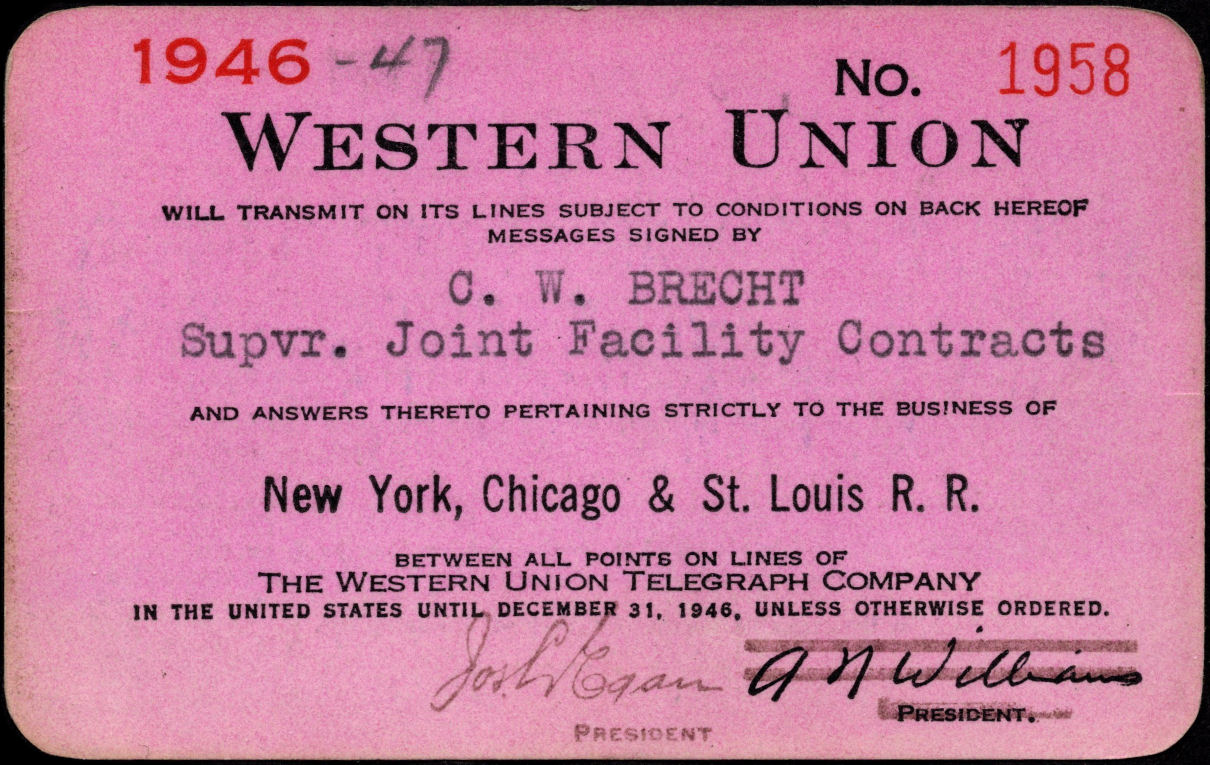 1946 -47 No. 1958
WESTERN UNION
WILL TRANSMIT ON ITS LINES SUBJECT TO CONDITIONS ON BACK HEREOF
MESSAGES SIGNED BY
C. W. BRECHT
Supvr. Joint Facility Contracts
AND ANSWERS THERETO PERTAINING STRICTLY TO THE BUSINESS OF
New York, Chicago & St. Louis R. R.
BETWEEN ALL POINTS ON LINES OF
THE WESTERN UNION TELEGRAPH COMPANY
IN THE UNITED STATES UNTIL DECEMBER 31, 1946, UNLESS OTHERWISE ORDERED.
Jos L Egan A N Williams
PRESIDENT.
PRESIDENT